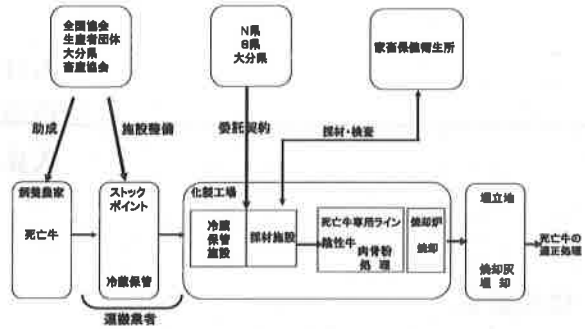 全国協会
生産者団体
大分県
畜産協会
N県
S県
大分県
家畜保健衛生所
助成
施設整備
委託契約
採材・検査
飼養農家
死亡牛
ストック
ポイント
冷蔵保管
運搬業者
化製工場
冷蔵
保管
施設
採材施設
死亡牛専用ライン
陰性牛
肉骨粉
処理
焼却炉
焼却
埋立地
焼却灰
埋却
死亡牛の
適正処理